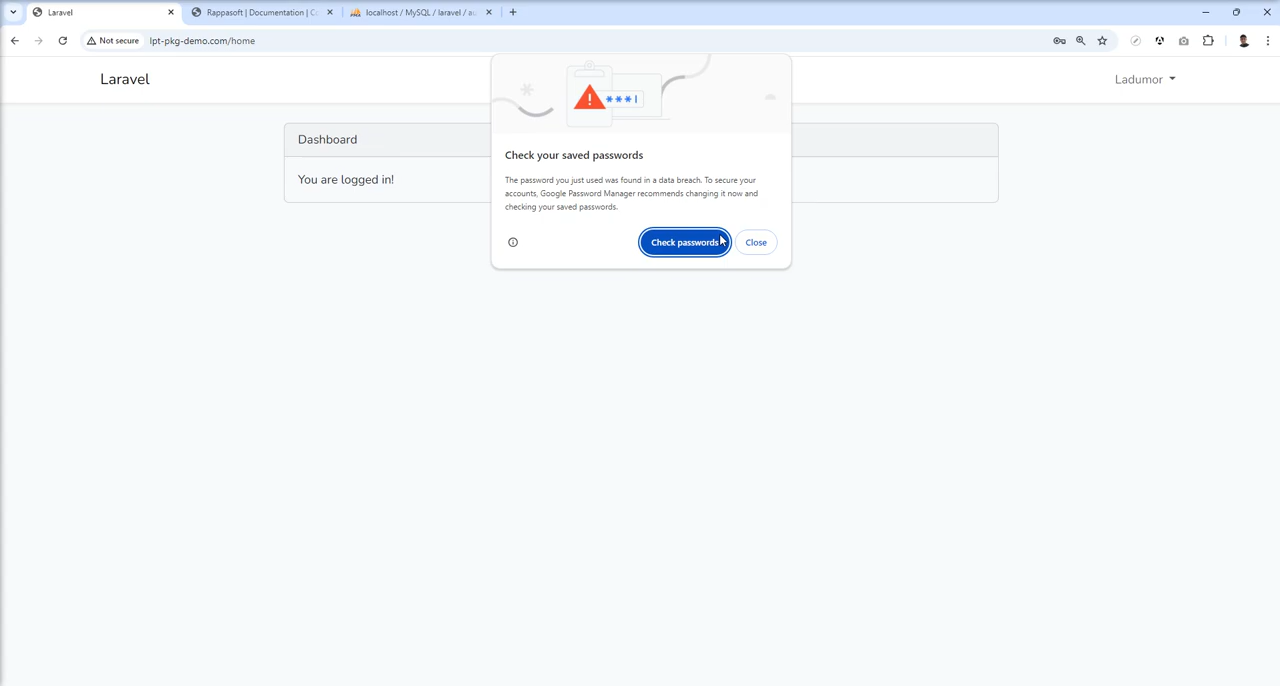 Laravel
Rappasoft | Documentation | C
localhost / MySQL / laravel / au
Not secure
lpt-pkg-demo.com/home
Laravel
Ladumor
***
Dashboard
You are logged in!
Check your saved passwords
The password you just used was found in a data breach. To secure your
accounts, Google Password Manager recommends changing it now and
checking your saved passwords.
Check passwords
Close